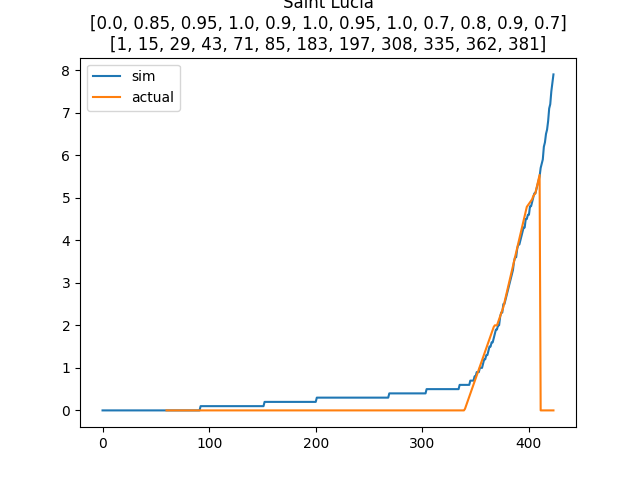 Saint Lucia
[0.0, 0.85, 0.95, 1.0, 0.9, 1.0, 0.95, 1.0, 0.7, 0.8, 0.9, 0.7]
[1, 15, 29, 43, 71, 85, 183, 197, 308, 335, 362, 381]
sim
actual
8
7
6
5
4
3
2
1
0
0 100 200 300 400